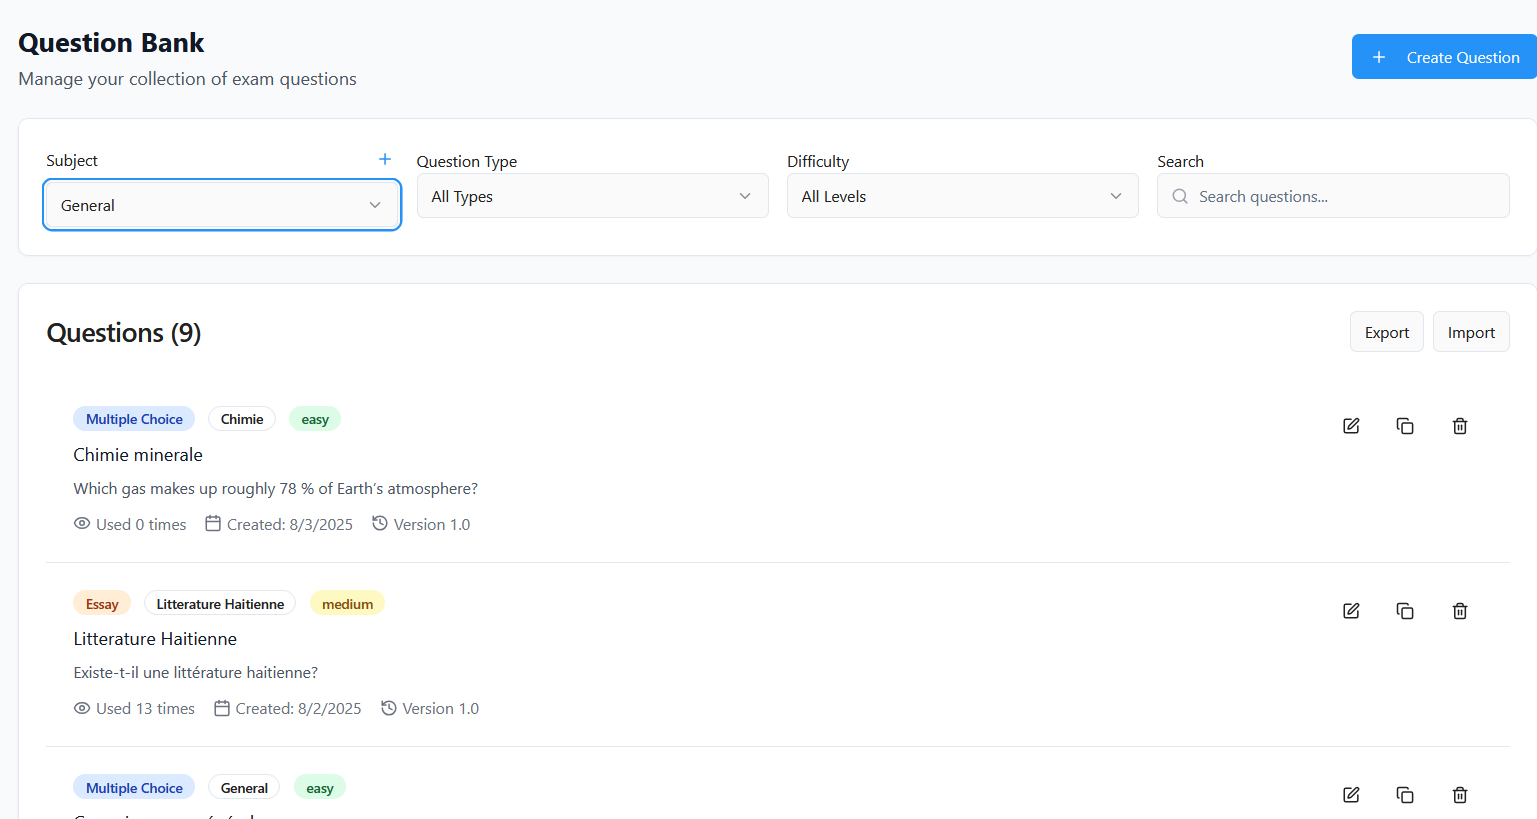 Question Bank
Manage your collection of exam questions
+ Create Question
Subject +
General
Question Type
All Types
Difficulty
All Levels
Search
Search questions...
Questions (9)
Export
Import
Multiple Choice Chimie easy
Chimie minerale
Which gas makes up roughly 78 % of Earth's atmosphere?
Used 0 times Created: 8/3/2025 Version 1.0
Essay Litterature Haitienne medium
Litterature Haitienne
Existe-t-il une littérature haitienne?
Used 13 times Created: 8/2/2025 Version 1.0
Multiple Choice General easy